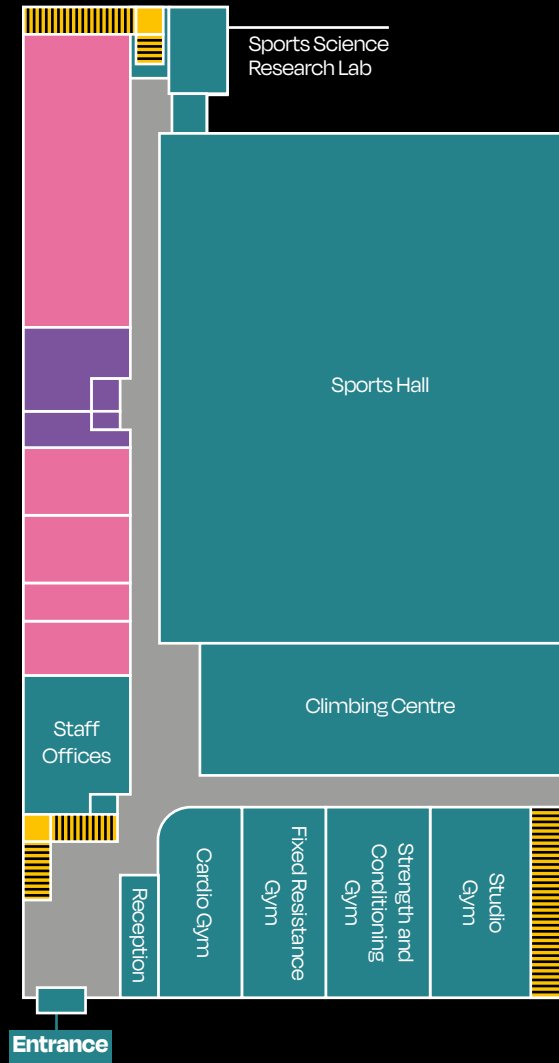 Sports Science
Research Lab
Sports Hall
Climbing Centre
Staff
Offices
Reception
Cardio Gym
Fixed Resistance
Gym
Strength and
Conditioning
Gym
Studio
Gym
Entrance